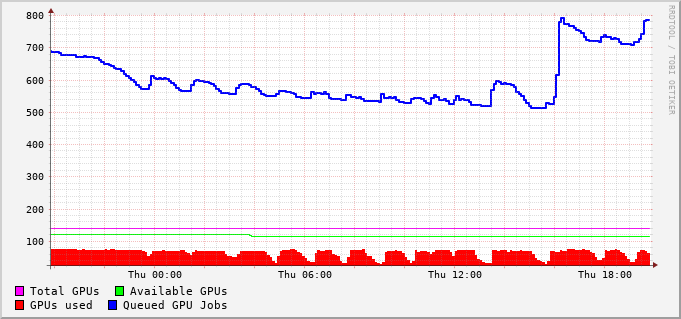 800
700
600
500
400
300
200
100
Thu 00:00 Thu 06:00 Thu 12:00 Thu 18:00
Total GPUs Available GPUs
GPUs used Queued GPU Jobs
RRDTOOL / TOBI OETIKER